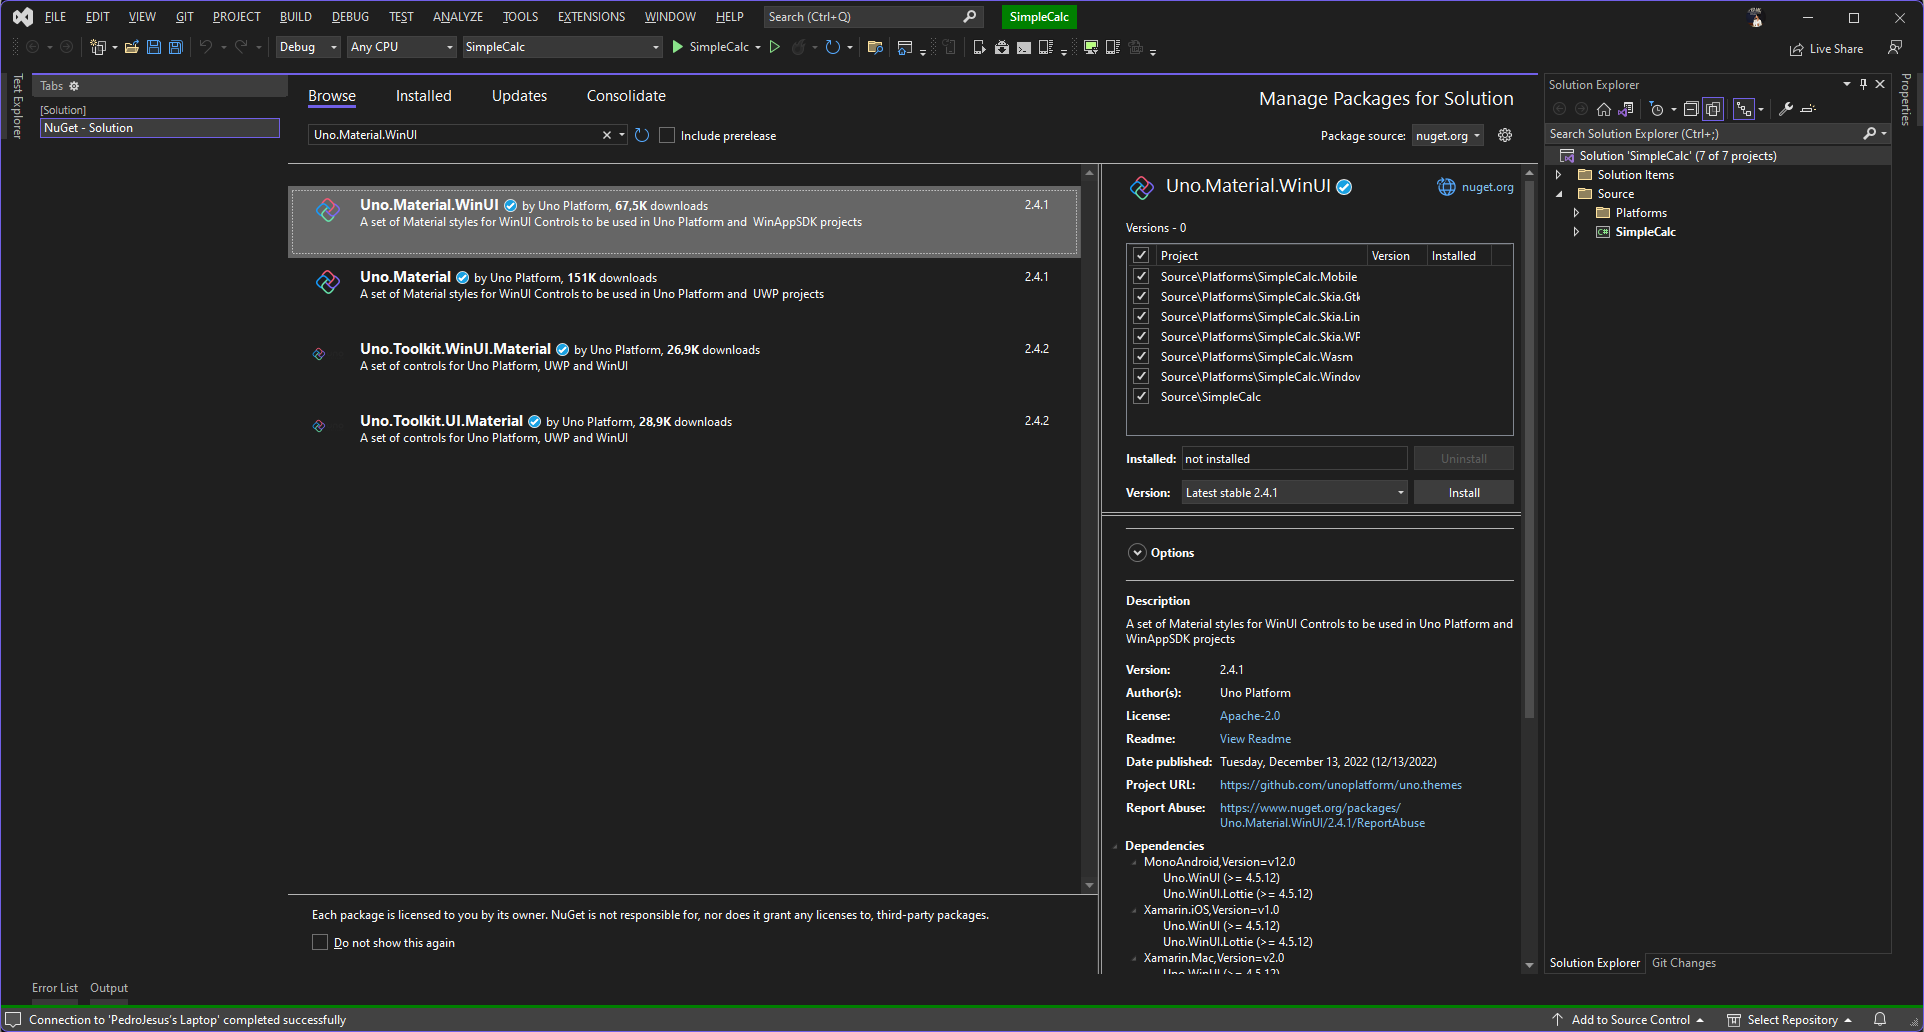 FILE EDIT VIEW GIT PROJECT BUILD DEBUG TEST ANALYZE TOOLS EXTENSIONS WINDOW HELP Search (Ctrl+Q) SimpleCalc
Debug Any CPU SimpleCalc SimpleCalc Live Share
Test Explorer
Tabs
[Solution]
NuGet - Solution
Browse Installed Updates Consolidate
Manage Packages for Solution
Uno.Material.WinUI
Include prerelease
Package source: nuget.org
Uno.Material.WinUI by Uno Platform, 67,5K downloads 2.4.1
A set of Material styles for WinUI Controls to be used in Uno Platform and WinAppSDK projects
Uno.Material by Uno Platform, 151K downloads 2.4.1
A set of Material styles for WinUI Controls to be used in Uno Platform and UWP projects
Uno.Toolkit.WinUI.Material by Uno Platform, 26,9K downloads 2.4.2
A set of controls for Uno Platform, UWP and WinUI
Uno.Toolkit.UI.Material by Uno Platform, 28,9K downloads 2.4.2
A set of controls for Uno Platform, UWP and WinUI
Each package is licensed to you by its owner. NuGet is not responsible for, nor does it grant any licenses to, third-party packages.
Do not show this again
Uno.Material.WinUI nuget.org
Versions - 0
Project Version Installed
Source\Platforms\SimpleCalc.Mobile
Source\Platforms\SimpleCalc.Skia.Gtk
Source\Platforms\SimpleCalc.Skia.Lin
Source\Platforms\SimpleCalc.Skia.WP
Source\Platforms\SimpleCalc.Wasm
Source\Platforms\SimpleCalc.Window
Source\SimpleCalc
Installed: not installed Uninstall
Version: Latest stable 2.4.1 Install
Options
Description
A set of Material styles for WinUI Controls to be used in Uno Platform and
WinAppSDK projects
Version: 2.4.1
Author(s): Uno Platform
License: Apache-2.0
Readme: View Readme
Date published: Tuesday, December 13, 2022 (12/13/2022)
Project URL: https://github.com/unoplatform/uno.themes
Report Abuse: https://www.nuget.org/packages/
Uno.Material.WinUI/2.4.1/ReportAbuse
Dependencies
MonoAndroid,Version=v12.0
Uno.WinUI (>= 4.5.12)
Uno.WinUI.Lottie (>= 4.5.12)
Xamarin.iOS,Version=v1.0
Uno.WinUI (>= 4.5.12)
Uno.WinUI.Lottie (>= 4.5.12)
Xamarin.Mac,Version=v2.0
Uno.WinUI (>= 4.5.12)
Solution Explorer
Search Solution Explorer (Ctrl+;)
Solution 'SimpleCalc' (7 of 7 projects)
Solution Items
Source
Platforms
C# SimpleCalc
Solution Explorer Git Changes
Properties
Error List Output
Connection to 'PedroJesus's Laptop' completed successfully
Add to Source Control Select Repository